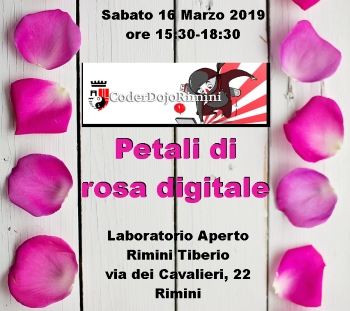 Sabato 16 Marzo 2019
ore 15:30-18:30
CoderDojoRimini
Petali di
rosa digitale
Laboratorio Aperto
Rimini Tiberio
via dei Cavalieri, 22
Rimini